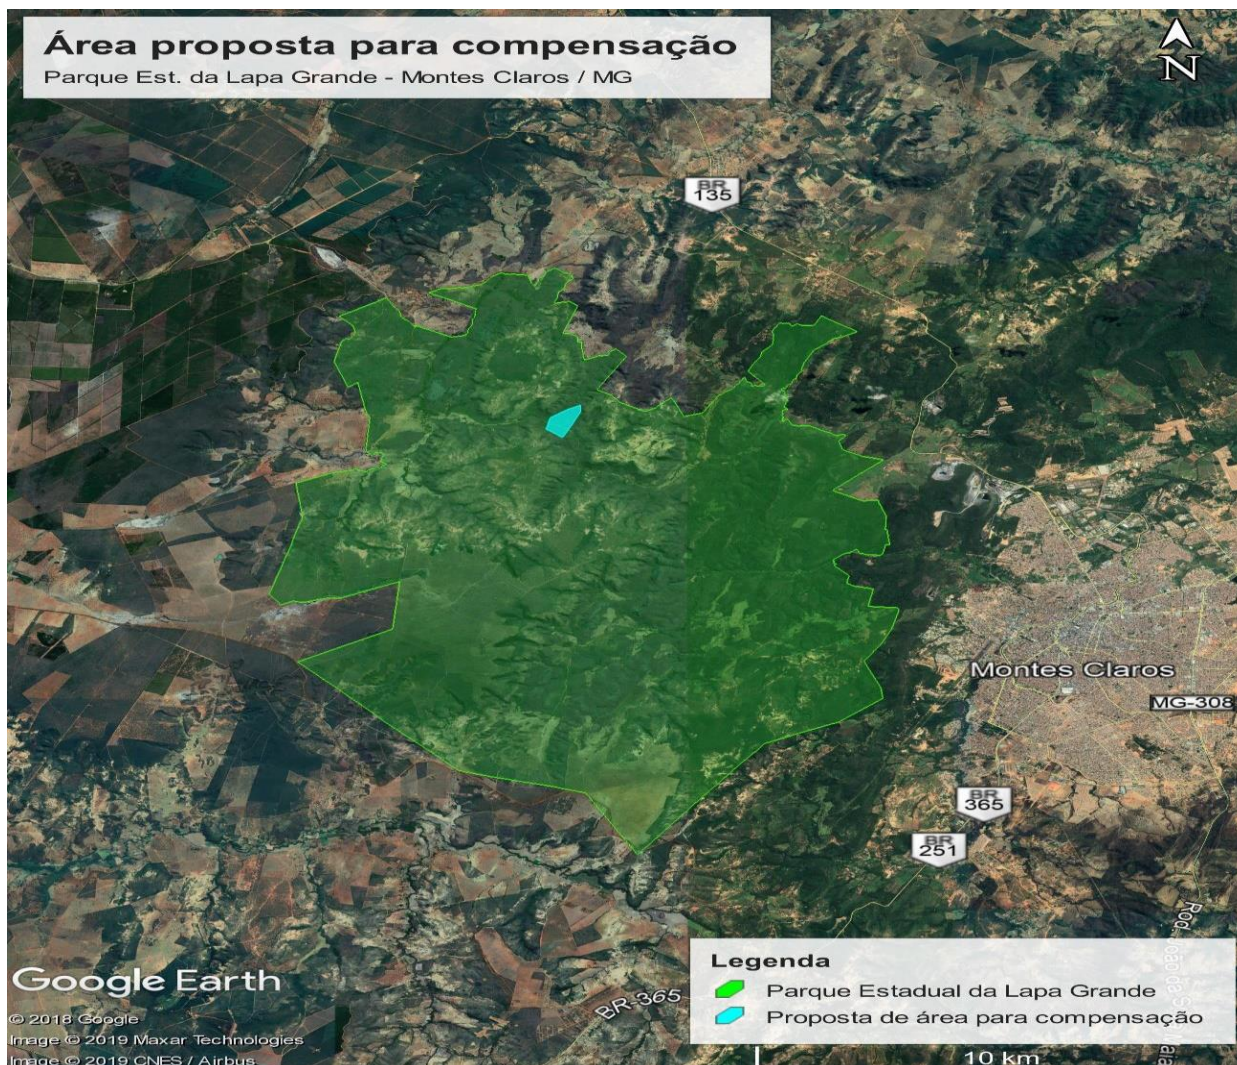 Área proposta para compensação
Parque Est. da Lapa Grande - Montes Claros / MG
N
BR
135
Montes Claros
MG-308
BR
365
BR
251
BR-365
Legenda
Parque Estadual da Lapa Grande
Proposta de área para compensação
Google Earth
© 2018 Google
Image © 2019 Maxar Technologies
Image © 2019 CNES / Airbus
10 km